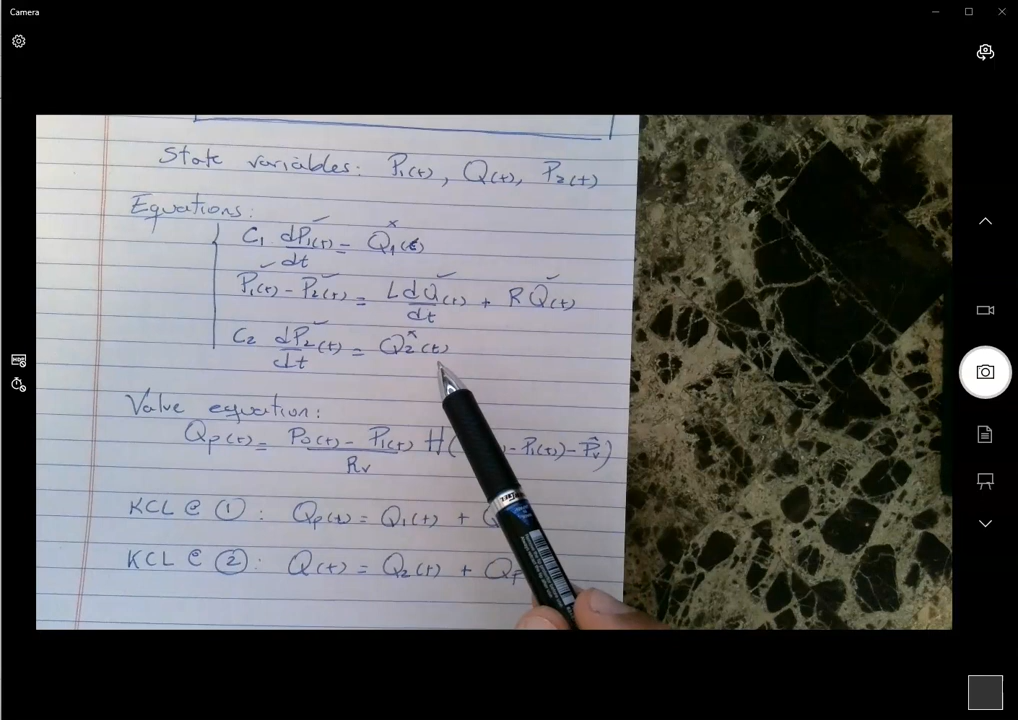 Camera
State variables: P₁(t), Q(t), P₂(t)
Equations:
C₁ dP₁(t)/dt = Q₁(t)
P₁(t) - P₂(t) = L dQ(t)/dt + R Q(t)
C₂ dP₂(t)/dt = Q₂(t)
Valve equation:
Qp(t) = P₀(t) - P₁(t)/Rv H( - P₁(t) - P̂v)
KCL @ ①: Qp(t) = Q₁(t) + Q
KCL @ ②: Q(t) = Q₂(t) + QF